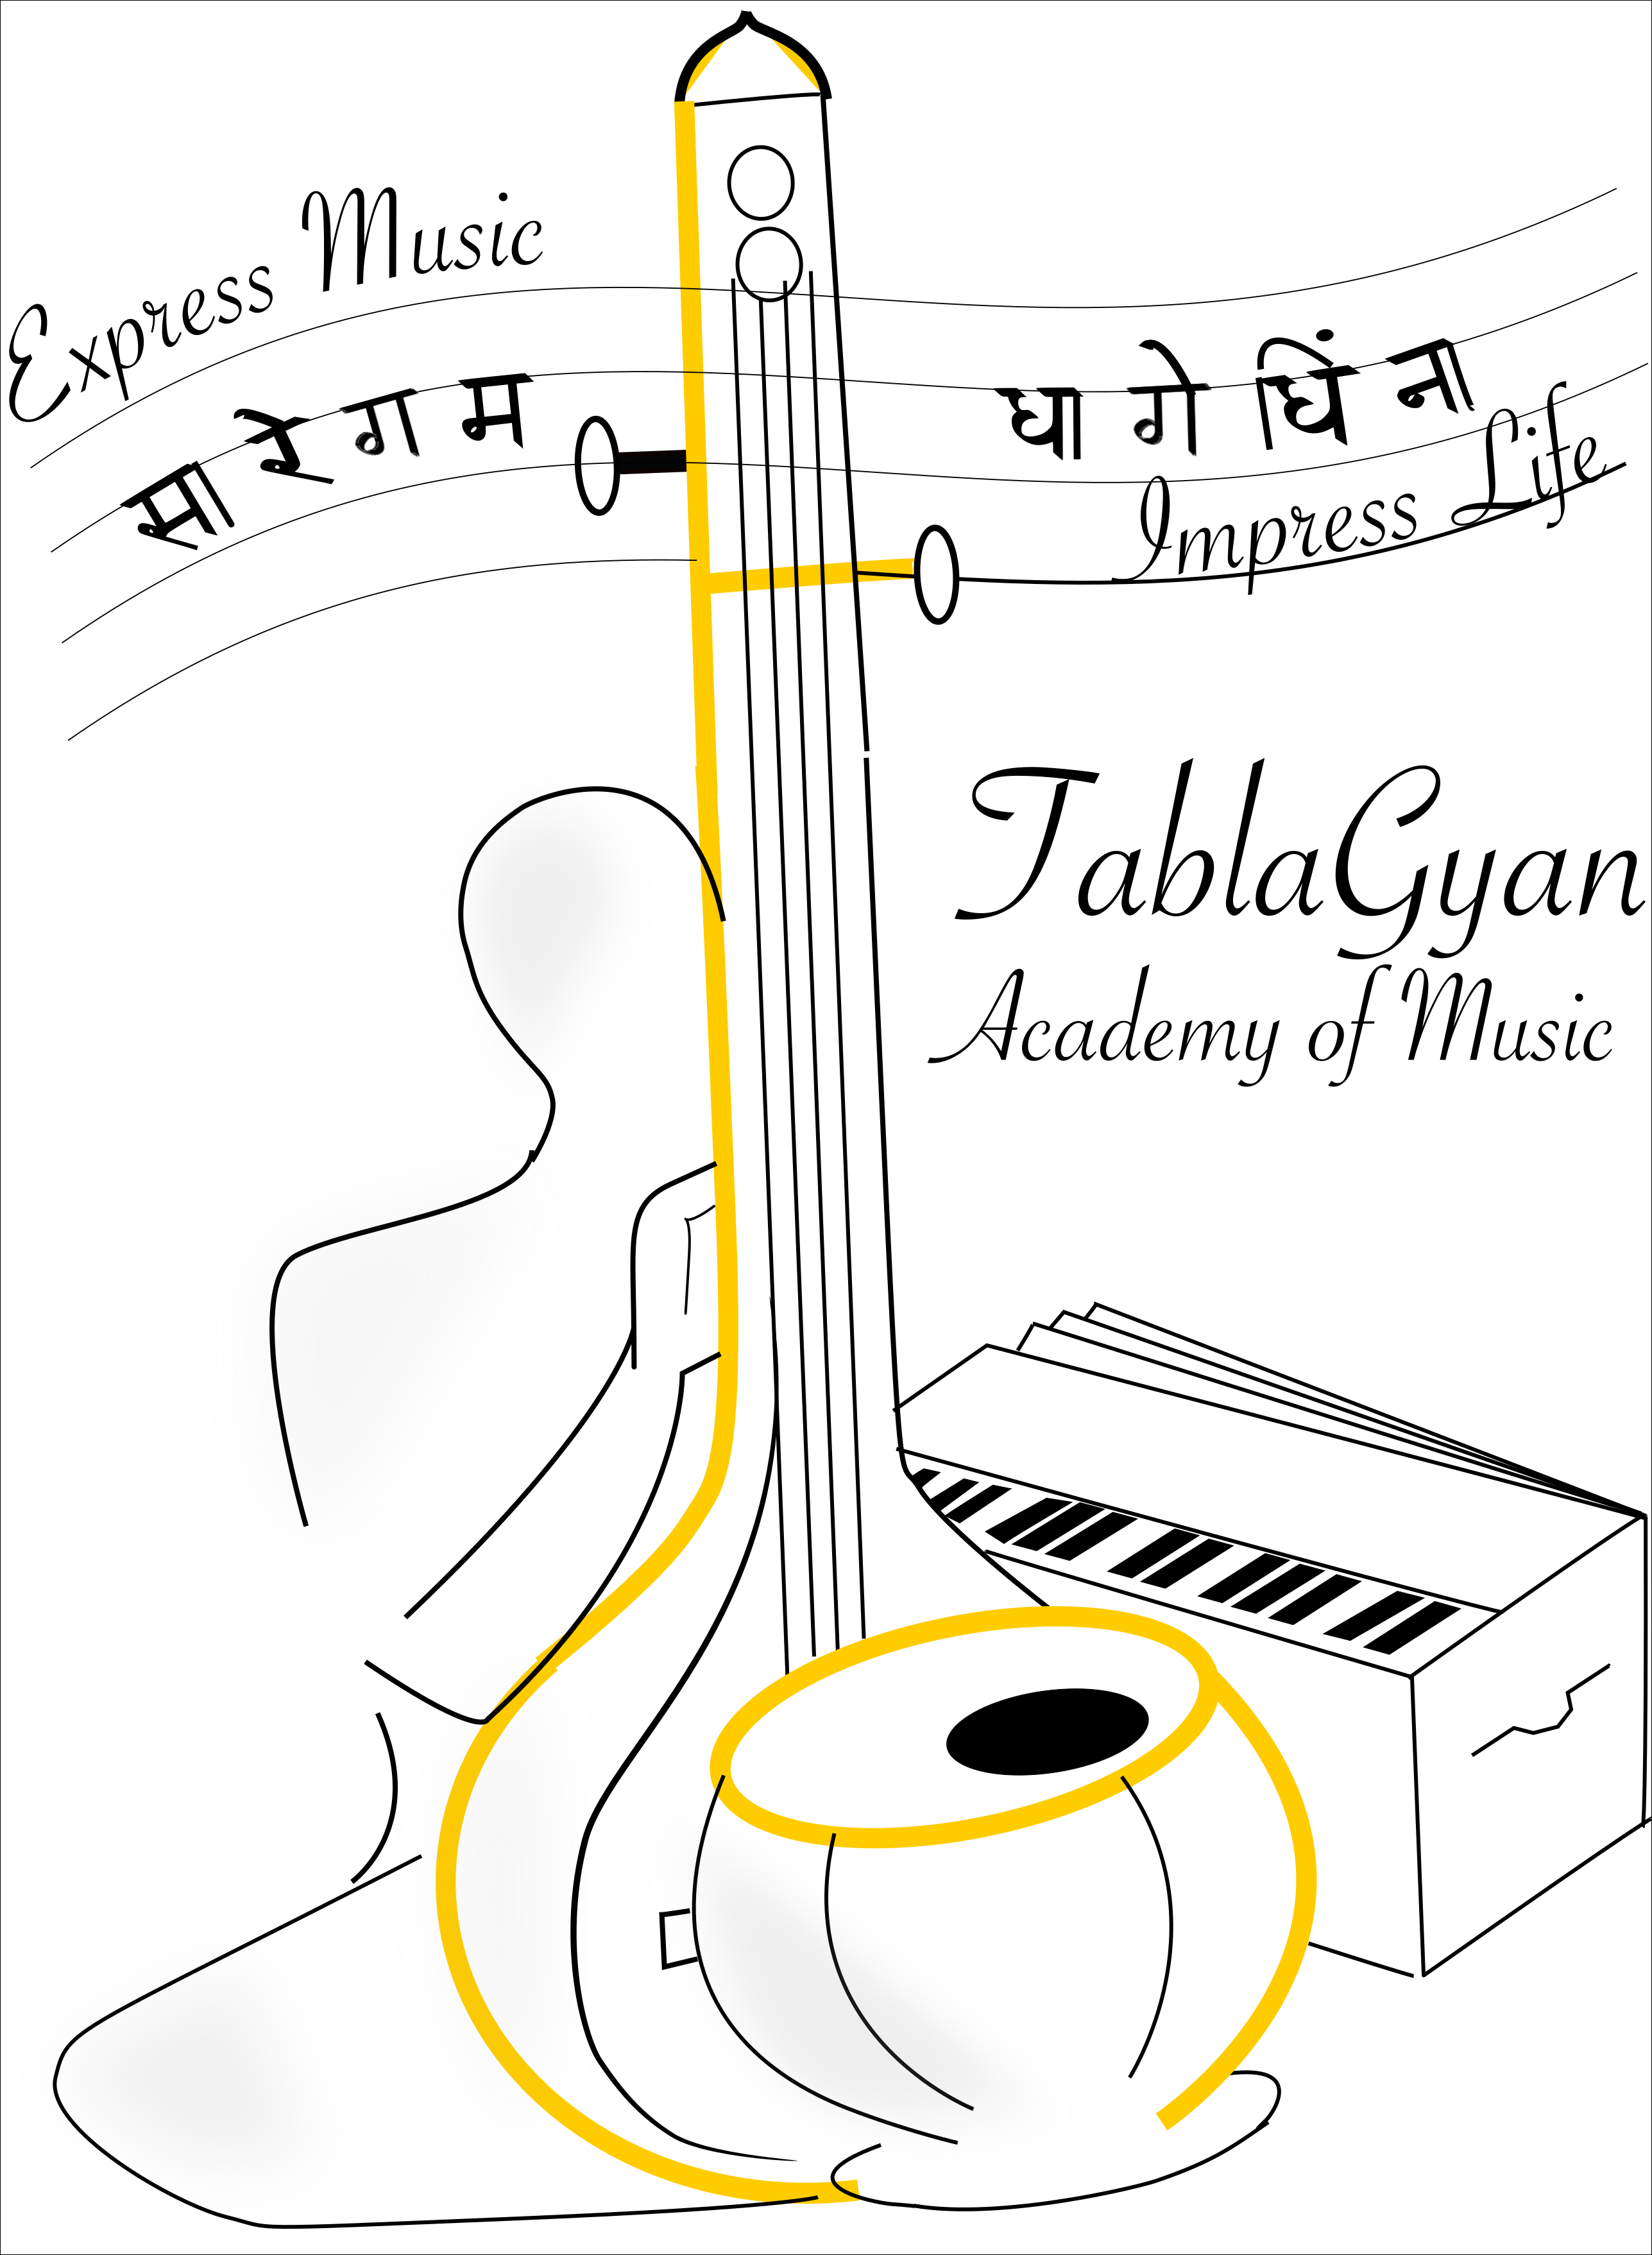 Express Music
सा रे ग म
धा गे धिं ना
Impress Life
TablaGyan
Academy of Music